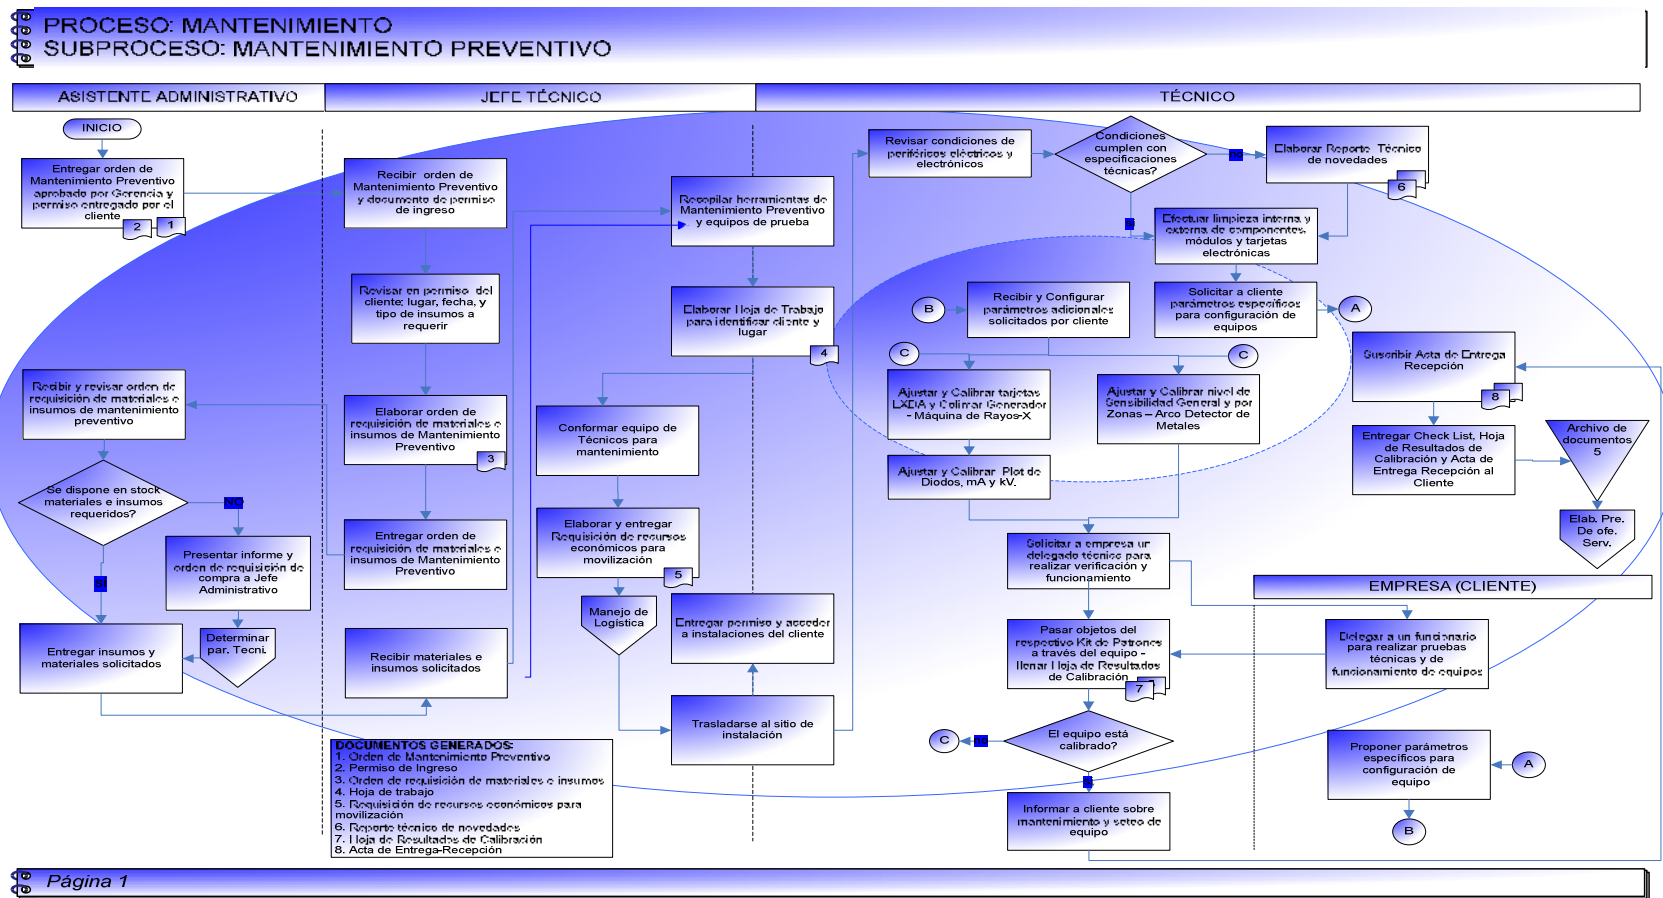 PROCESO: MANTENIMIENTO
SUBPROCESO: MANTENIMIENTO PREVENTIVO
ASISTENTE ADMINISTRATIVO
JEFE TÉCNICO
TÉCNICO
INICIO
Entregar orden de
Mantenimiento Preventivo
aprobado por Gerencia y
permiso entregado por el
cliente
2
1
Recibir orden de
Mantenimiento Preventivo
y documento de permiso
de ingreso
Revisar en permiso del
cliente: lugar, fecha, y
tipo de insumos a
requerir
Elaborar orden de
requisición de materiales e
insumos de Mantenimiento
Preventivo
3
Entregar orden de
requisición de materiales e
insumos de Mantenimiento
Preventivo
Recibir y revisar orden de
requisición de materiales e
insumos de mantenimiento
preventivo
Se dispone en stock
materiales e insumos
requeridos?
NO
SI
Presentar informe y
orden de requisición de
compra a Jefe
Administrativo
Determinar
par. Tecni.
Entregar insumos y
materiales solicitados
Recibir materiales e
insumos solicitados
Recopilar herramientas de
Mantenimiento Preventivo
y equipos de prueba
Elaborar Hoja de Trabajo
para identificar cliente y
lugar
4
Conformar equipo de
Técnicos para
mantenimiento
Elaborar y entregar
Requisición de recursos
económicos para
movilización
5
Manejo de
Logística
Entregar permiso y acceder
a instalaciones del cliente
Trasladarse al sitio de
instalación
Revisar condiciones de
periféricos eléctricos y
electrónicos
Condiciones
cumplen con
especificaciones
técnicas?
no
si
Elaborar Reporte Técnico
de novedades
6
Efectuar limpieza interna y
externa de componentes,
módulos y tarjetas
electrónicas
Solicitar a cliente
parámetros específicos
para configuración de
equipos
A
B
Recibir y Configurar
parámetros adicionales
solicitados por cliente
C
C
Ajustar y Calibrar tarjetas
LXDA y Colimar Generador
- Máquina de Rayos-X
Ajustar y Calibrar nivel de
Sensibilidad General y por
Zonas – Arco Detector de
Metales
Ajustar y Calibrar Plot de
Diodos, mA y kV.
Solicitar a empresa un
delegado técnico para
realizar verificación y
funcionamiento
Pasar objetos del
respectivo Kit de Patrones
a través del equipo -
llenar Hoja de Resultados
de Calibración
7
El equipo está
calibrado?
no
C
si
Informar a cliente sobre
mantenimiento y seteo de
equipo
Suscribir Acta de Entrega
Recepción
8
Entregar Check List, Hoja
de Resultados de
Calibración y Acta de
Entrega Recepción al
Cliente
Archivo de
documentos
5
Elab. Pre.
De ofe.
Serv.
EMPRESA (CLIENTE)
Delegar a un funcionario
para realizar pruebas
técnicas y de
funcionamiento de equipos
Proponer parámetros
específicos para
configuración de
equipo
A
B
DOCUMENTOS GENERADOS:
1. Orden de Mantenimiento Preventivo
2. Permiso de Ingreso
3. Orden de requisición de materiales e insumos
4. Hoja de trabajo
5. Requisición de recursos económicos para
movilización
6. Reporte técnico de novedades
7. Hoja de Resultados de Calibración
8. Acta de Entrega-Recepción
Página 1